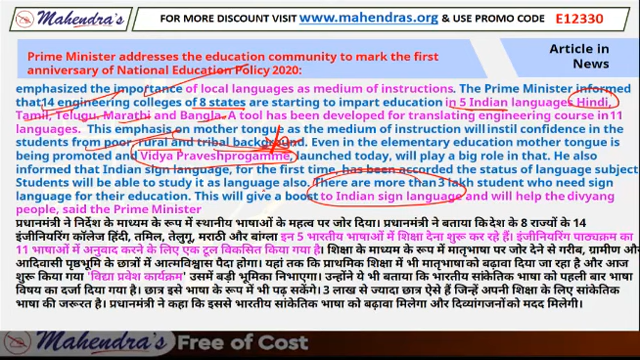 Mahendra's
FOR MORE DISCOUNT VISIT www.mahendras.org & USE PROMO CODE E12330
Prime Minister addresses the education community to mark the first
anniversary of National Education Policy 2020:
Article in
News
emphasized the importance of local languages as medium of instructions. The Prime Minister informed
that 14 engineering colleges of 8 states are starting to impart education in 5 Indian languages Hindi,
Tamil, Telugu, Marathi and Bangla. A tool has been developed for translating engineering course in 11
languages. This emphasis on mother tongue as the medium of instruction will instil confidence in the
students from poor, rural and tribal background. Even in the elementary education mother tongue is
being promoted and Vidya Praveshprogamme, launched today, will play a big role in that. He also
informed that Indian sign language, for the first time, has been accorded the status of language subject
Students will be able to study it as language also. There are more than 3 lakh student who need sign
language for their education. This will give a boost to Indian sign language and will help the divyang
people, said the Prime Minister
प्रधानमंत्री ने निर्देश के माध्यम के रूप में स्थानीय भाषाओं के महत्व पर जोर दिया। प्रधानमंत्री ने बताया कि देश के 8 राज्यों के 14
इंजीनियरिंग कॉलेज हिंदी, तमिल, तेलुगू, मराठी और बांग्ला इन 5 भारतीय भाषाओं में शिक्षा देना शुरू कर रहे हैं। इंजीनियरिंग पाठ्यक्रम का
11 भाषाओं में अनुवाद करने के लिए एक टूल विकसित किया गया है। शिक्षा के माध्यम के रूप में मातृभाषा पर जोर देने से गरीब, ग्रामीण और
आदिवासी पृष्ठभूमि के छात्रों में आत्मविश्वास पैदा होगा। यहां तक कि प्राथमिक शिक्षा में भी मातृभाषा को बढ़ावा दिया जा रहा है और आज
शुरू किया गया 'विद्या प्रवेश कार्यक्रम' उसमें बड़ी भूमिका निभाएगा। उन्होंने ये भी बताया कि भारतीय सांकेतिक भाषा को पहली बार भाषा
विषय का दर्जा दिया गया है। छात्र इसे भाषा के रूप में भी पढ़ सकेंगे। 3 लाख से ज्यादा छात्र ऐसे हैं जिन्हें अपनी शिक्षा के लिए सांकेतिक
भाषा की जरूरत है। प्रधानमंत्री ने कहा कि इससे भारतीय सांकेतिक भाषा को बढ़ावा मिलेगा और दिव्यांगजनों को मदद मिलेगी।
Mahendra's Free of Cost